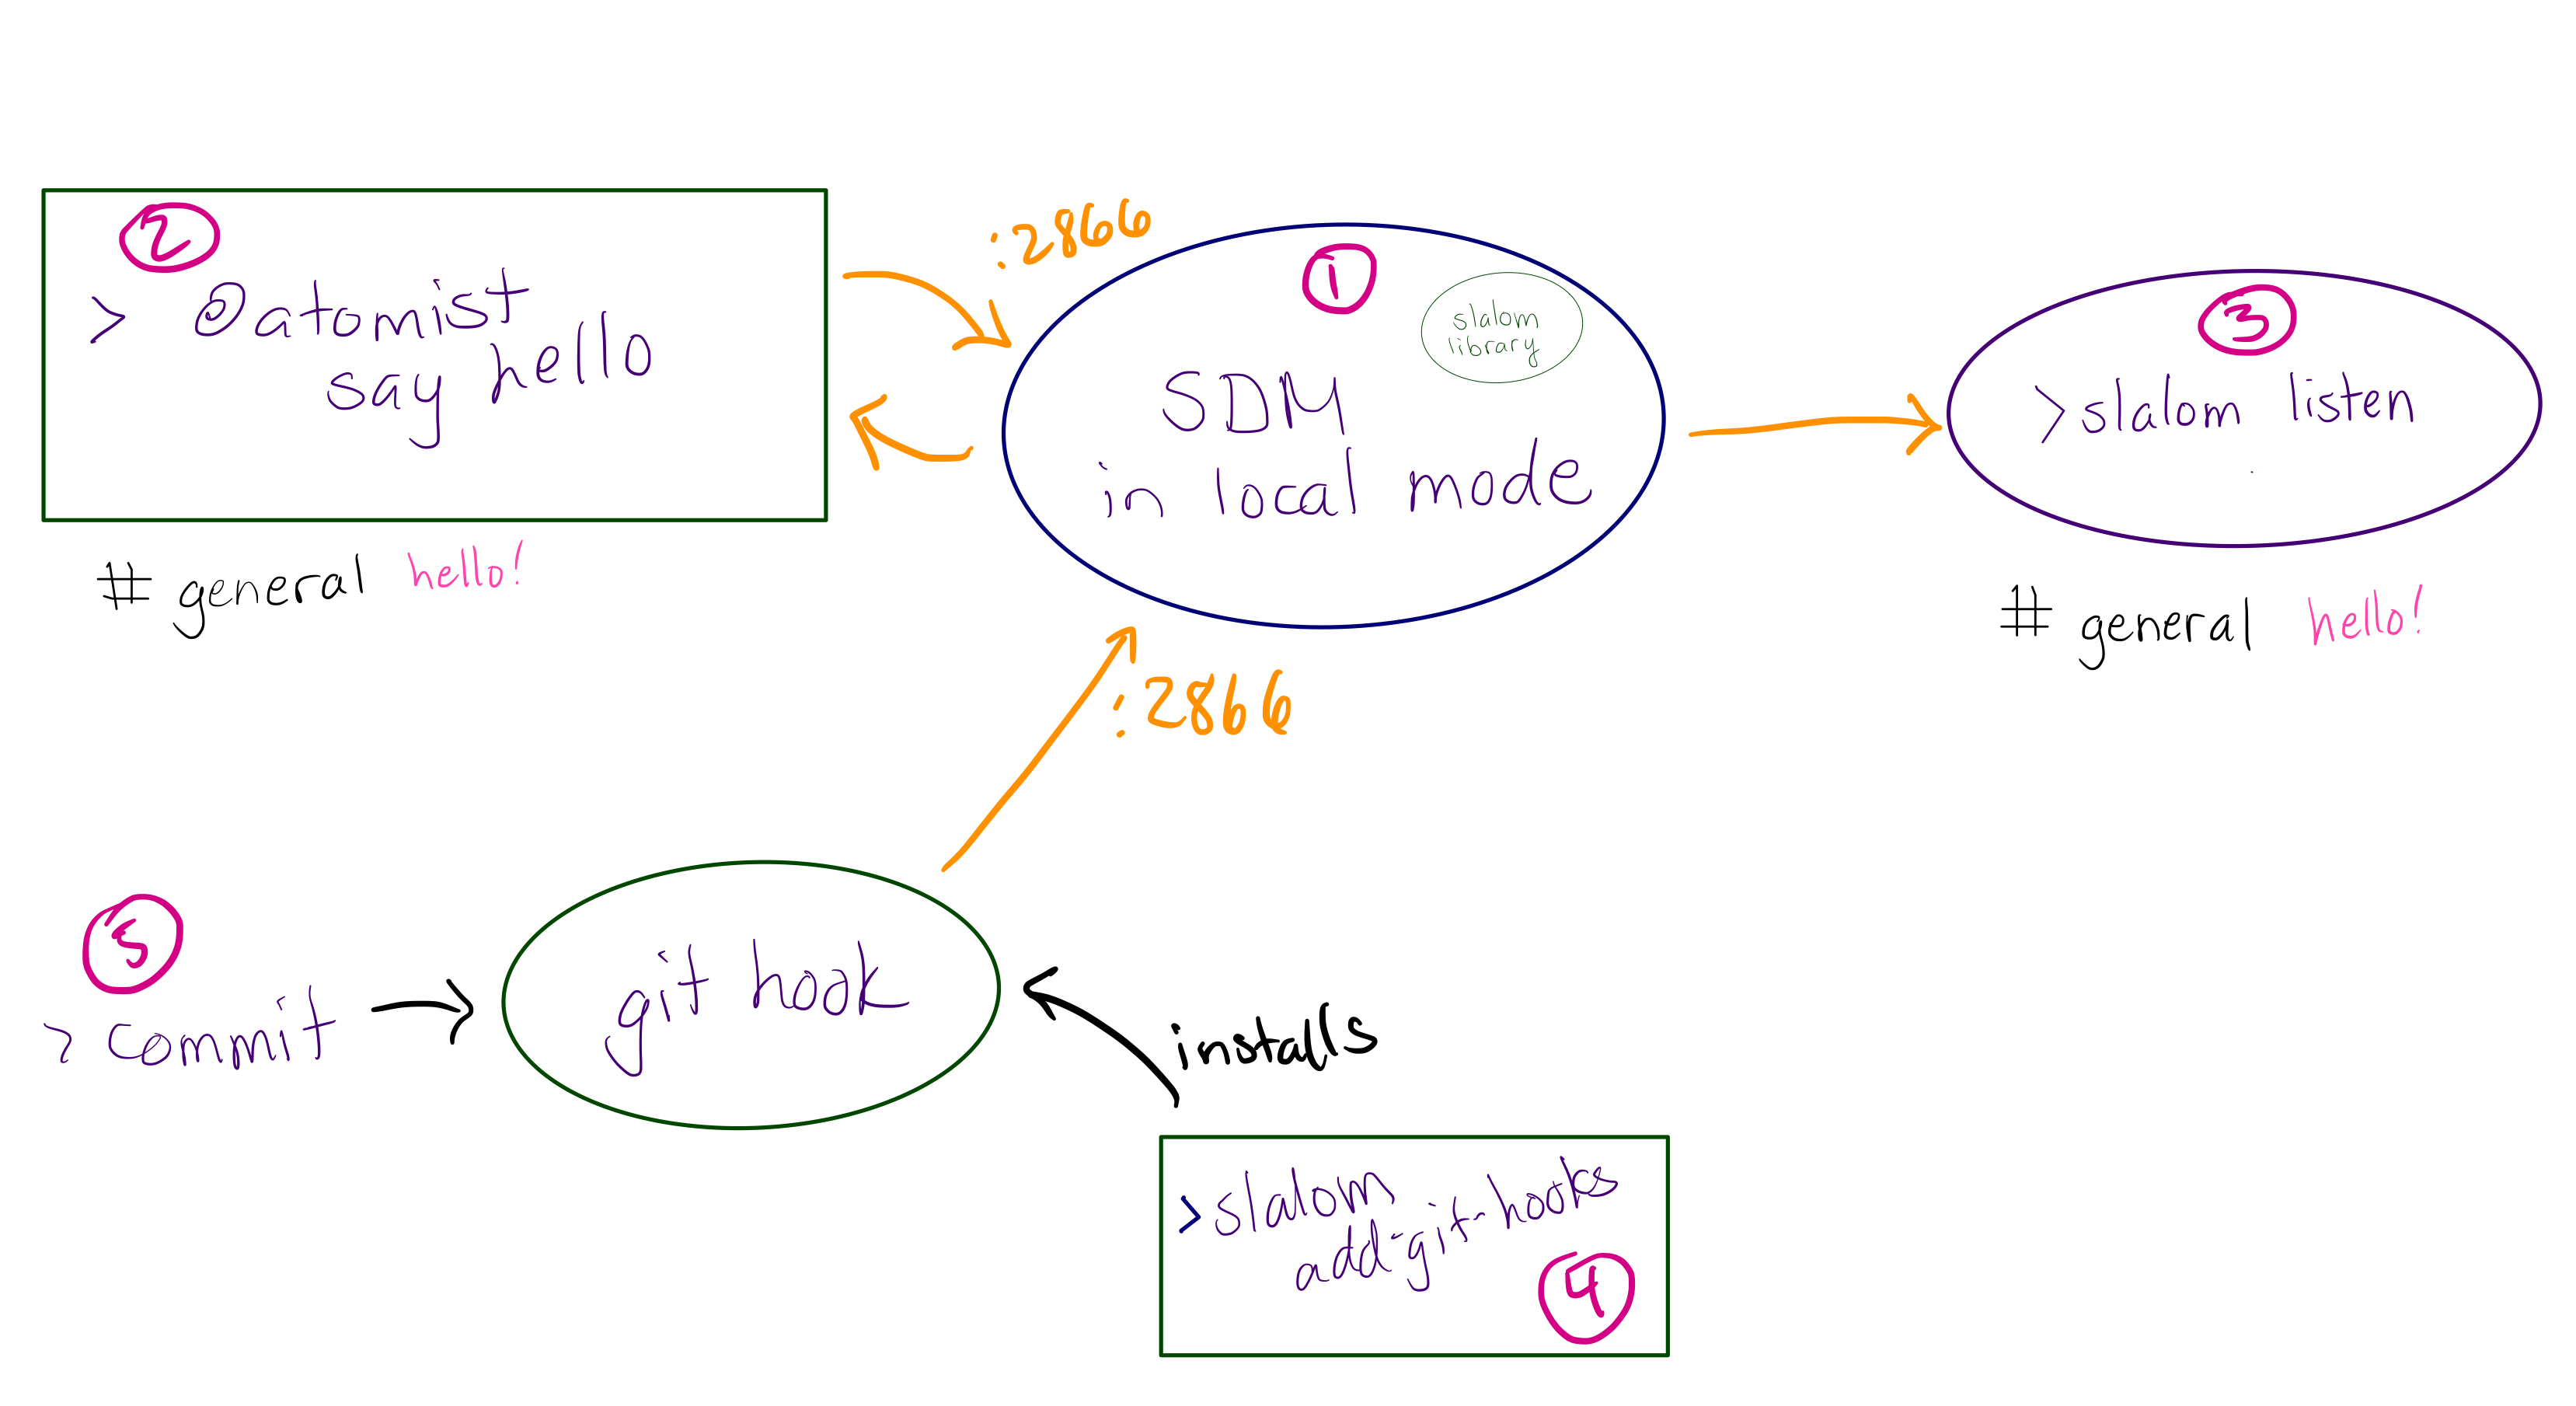 2
> @atomist
say hello
# general hello!
:2866
1
slalom
library
SDM
in local mode
3
>slalom listen
# general hello!
:2866
5
> commit
git hook
installs
>slalom
add-git-hooks
4